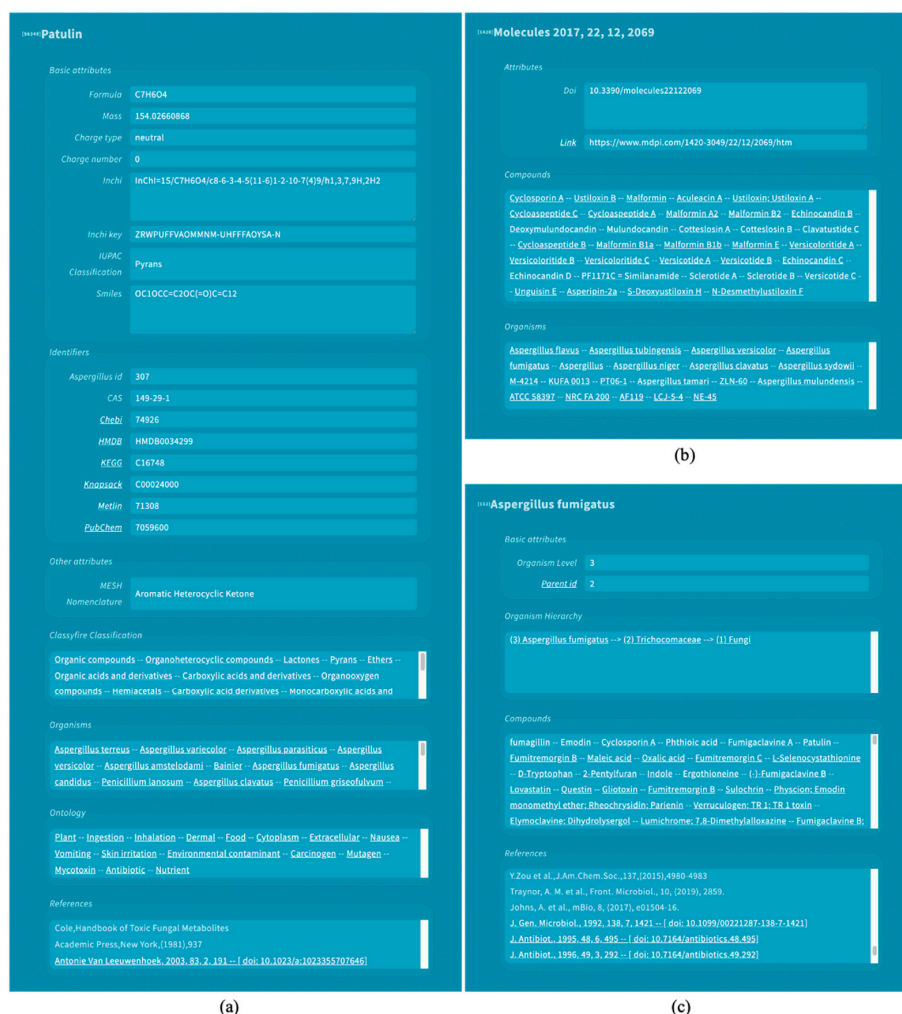 [56349]Patulin
Basic attributes
Formula C7H6O4
Mass 154.02660868
Charge type neutral
Charge number 0
Inchi InChI=1S/C7H6O4/c8-6-3-4-5(11-6)1-2-10-7(4)9/h1,3,7,9H,2H2
Inchi key ZRWPUFFVAOMMNM-UHFFFAOYSA-N
IUPAC
Classification Pyrans
Smiles OC1OCC=C2OC(=O)C=C12
Identifiers
Aspergillus id 307
CAS 149-29-1
Chebi 74926
HMDB HMDB0034299
KEGG C16748
Knapsack C00024000
Metlin 71308
PubChem 7059600
Other attributes
MESH
Nomenclature Aromatic Heterocyclic Ketone
Classyfire Classification
Organic compounds -- Organoheterocyclic compounds -- Lactones -- Pyrans -- Ethers --
Organic acids and derivatives -- Carboxylic acids and derivatives -- Organooxygen
compounds -- Hemiacetals -- Carboxylic acid derivatives -- Monocarboxylic acids and
Organisms
Aspergillus terreus -- Aspergillus variecolor -- Aspergillus parasiticus -- Aspergillus
versicolor -- Aspergillus amstelodami -- Bainier -- Aspergillus fumigatus -- Aspergillus
candidus -- Penicillium lanosum -- Aspergillus clavatus -- Penicillium griseofulvum --
Ontology
Plant -- Ingestion -- Inhalation -- Dermal -- Food -- Cytoplasm -- Extracellular -- Nausea --
Vomiting -- Skin irritation -- Environmental contaminant -- Carcinogen -- Mutagen --
Mycotoxin -- Antibiotic -- Nutrient
References
Cole,Handbook of Toxic Fungal Metabolites
Academic Press,New York,(1981),937
Antonie Van Leeuwenhoek, 2003, 83, 2, 191 -- [ doi: 10.1023/a:1023355707646]
(a)
Molecules 2017, 22, 12, 2069
Attributes
Doi 10.3390/molecules22122069
Link https://www.mdpi.com/1420-3049/22/12/2069/htm
Compounds
Cyclosporin A -- Ustiloxin B -- Malformin -- Aculeacin A -- Ustiloxin; Ustiloxin A --
Cycloaspeptide C -- Cycloaspeptide A -- Malformin A2 -- Malformin B2 -- Echinocandin B --
Deoxymulundocandin -- Mulundocandin -- Cotteslosin A -- Cotteslosin B -- Clavatustide C
-- Cycloaspeptide B -- Malformin B1a -- Malformin B1b -- Malformin E -- Versicoloritide A --
Versicoloritide B -- Versicoloritide C -- Versicotide A -- Versicotide B -- Echinocandin C --
Echinocandin D -- PF1171C = Similanamide -- Sclerotide A -- Sclerotide B -- Versicotide C -
- Unguisin E -- Asperipin-2a -- S-Deoxyustiloxin H -- N-Desmethylustiloxin F
Organisms
Aspergillus flavus -- Aspergillus tubingensis -- Aspergillus versicolor -- Aspergillus
fumigatus -- Aspergillus -- Aspergillus niger -- Aspergillus clavatus -- Aspergillus sydowii --
M-4214 -- KUFA 0013 -- PT06-1 -- Aspergillus tamari -- ZLN-60 -- Aspergillus mulundensis --
ATCC 58397 -- NRC FA 200 -- AF119 -- LCJ-5-4 -- NE-45
(b)
Aspergillus fumigatus
Basic attributes
Organism Level 3
Parent id 2
Organism Hierarchy
(3) Aspergillus fumigatus --> (2) Trichocomaceae --> (1) Fungi
Compounds
fumagillin -- Emodin -- Cyclosporin A -- Phthioic acid -- Fumigaclavine A -- Patulin --
Fumitremorgin B -- Maleic acid -- Oxalic acid -- Fumitremorgin C -- L-Selenocystathionine
-- D-Tryptophan -- 2-Pentylfuran -- Indole -- Ergothioneine -- (-)-Fumigaclavine B --
Lovastatin -- Questin -- Gliotoxin -- Fumitremorgin B -- Sulochrin -- Physcion; Emodin
monomethyl ether; Rheochrysidin; Parienin -- Verruculogen; TR 1; TR 1 toxin --
Elymoclavine; Dihydrolysergol -- Lumichrome; 7,8-Dimethylalloxazine -- Fumigaclavine B;
References
Y.Zou et al.,J.Am.Chem.Soc.,137,(2015),4980-4983
Traynor, A. M. et al., Front. Microbiol., 10, (2019), 2859.
Johns, A. et al., mBio, 8, (2017), e01504-16.
J. Gen. Microbiol., 1992, 138, 7, 1421 -- [ doi: 10.1099/00221287-138-7-1421]
J. Antibiot., 1995, 48, 6, 495 -- [ doi: 10.7164/antibiotics.48.495]
J. Antibiot., 1996, 49, 3, 292 -- [ doi: 10.7164/antibiotics.49.292]
(c)